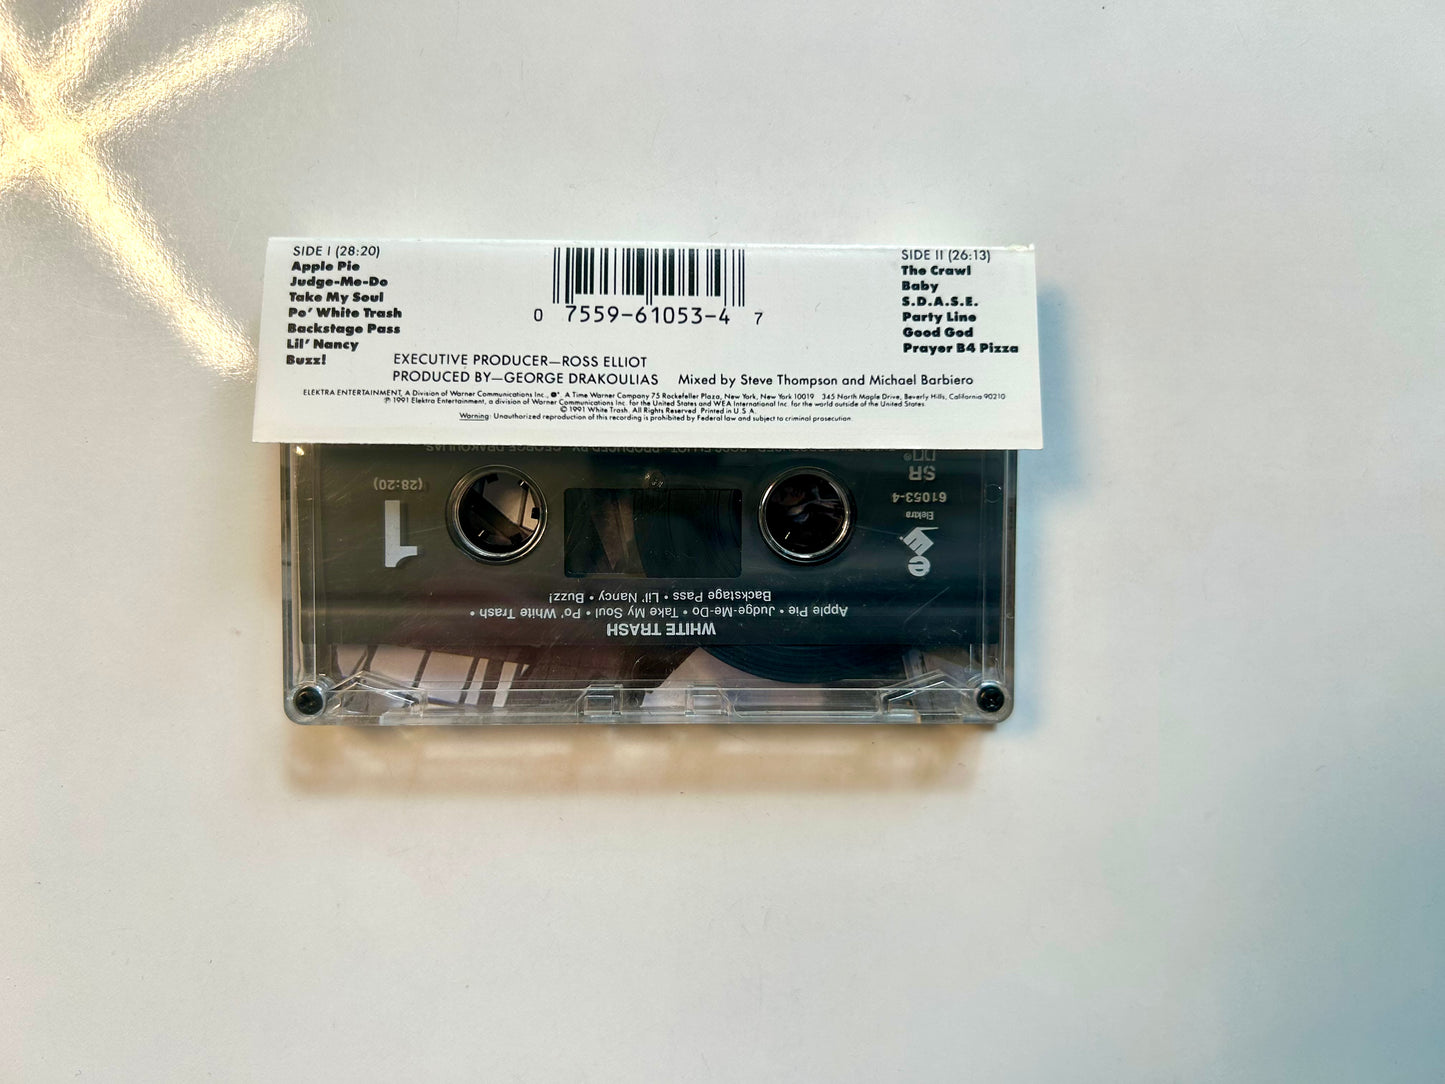 SIDE I (28:20)
Apple Pie
Judge-Me-Do
Take My Soul
Po' White Trash
Backstage Pass
Lil' Nancy
Buzz!
0 7559-61053-4 7
SIDE II (26:13)
The Crawl
Baby
S.D.A.S.E.
Party Line
Good God
Prayer B4 Pizza
EXECUTIVE PRODUCER—ROSS ELLIOT
PRODUCED BY—GEORGE DRAKOULIAS Mixed by Steve Thompson and Michael Barbiero
ELEKTRA ENTERTAINMENT, A Division of Warner Communications Inc., A Time Warner Company 75 Rockefeller Plaza, New York, New York 10019 345 North Maple Drive, Beverly Hills, California 90210
℗ 1991 Elektra Entertainment, a division of Warner Communications Inc. for the United States and WEA International Inc. for the world outside of the United States.
© 1991 White Trash. All Rights Reserved Printed in U.S.A.
Warning: Unauthorized reproduction of this recording is prohibited by Federal law and subject to criminal prosecution.
WHITE TRASH
Apple Pie • Judge-Me-Do • Take My Soul • Po' White Trash •
Backstage Pass • Lil' Nancy • Buzz!
e
Elektra
61053-4
SR
1
(28:20)
PRODUCED BY: GEORGE DRAKOULIAS